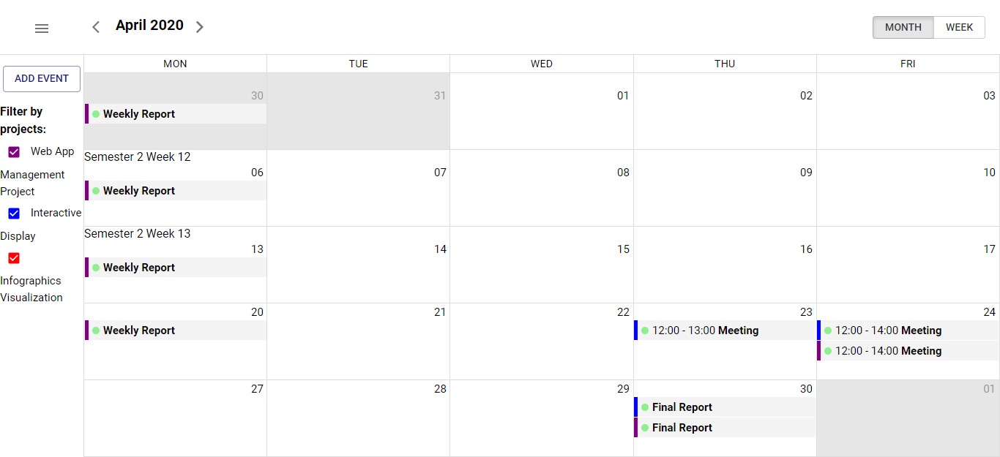 April 2020
MONTH WEEK
ADD EVENT
Filter by
projects:
Web App
Management
Project
Interactive
Display
Infographics
Visualization
MON TUE WED THU FRI
30 31 01 02 03
Weekly Report
Semester 2 Week 12
06 07 08 09 10
Weekly Report
Semester 2 Week 13
13 14 15 16 17
Weekly Report
20 21 22 23 24
Weekly Report 12:00 - 13:00 Meeting 12:00 - 14:00 Meeting
12:00 - 14:00 Meeting
27 28 29 30 01
Final Report
Final Report